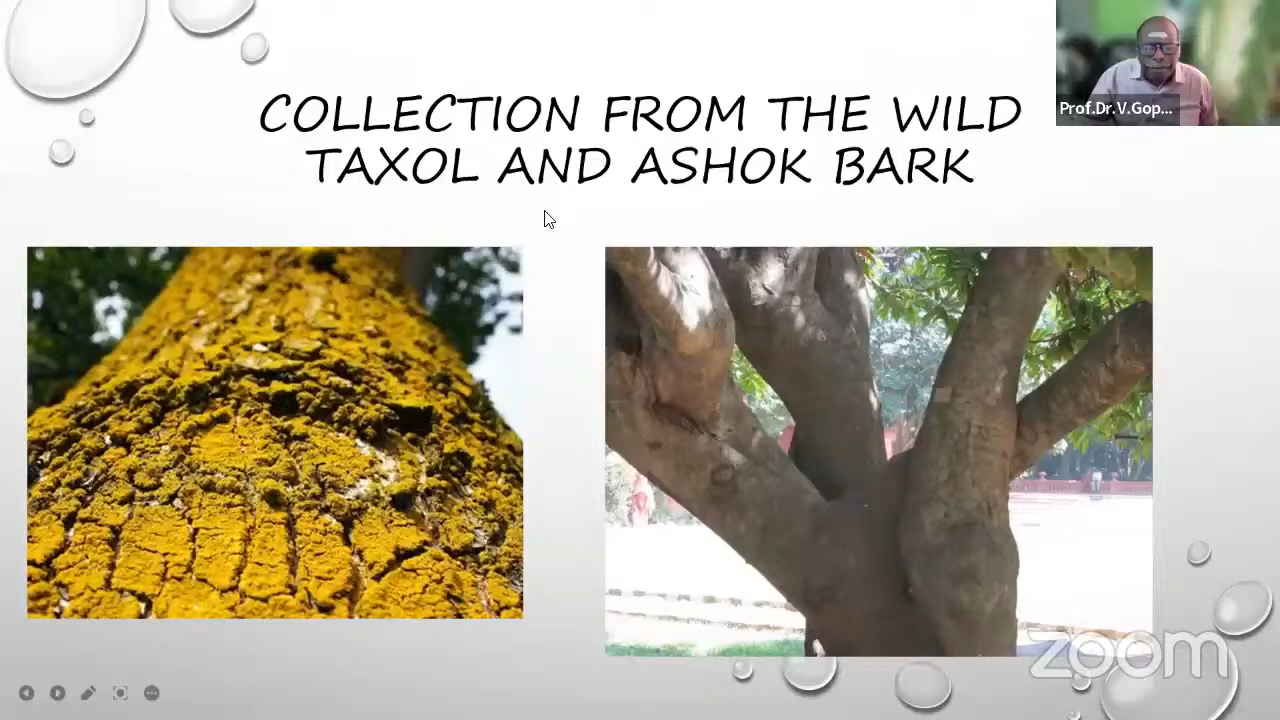 COLLECTION FROM THE WILD
TAXOL AND ASHOK BARK
Prof.Dr.V.Gop...
zoom